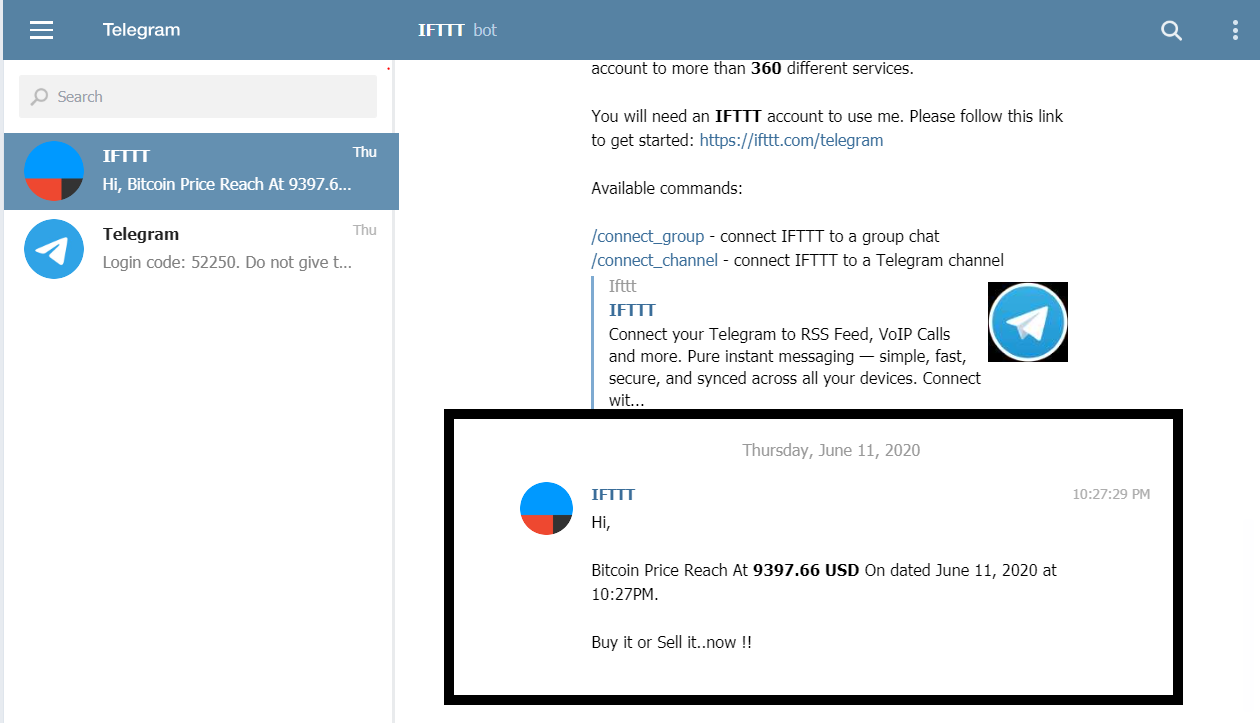 Telegram
IFTTT bot
Search
IFTTT Thu
Hi, Bitcoin Price Reach At 9397.6...
Telegram Thu
Login code: 52250. Do not give t...
account to more than 360 different services.
You will need an IFTTT account to use me. Please follow this link
to get started: https://ifttt.com/telegram
Available commands:
/connect_group - connect IFTTT to a group chat
/connect_channel - connect IFTTT to a Telegram channel
Ifttt
IFTTT
Connect your Telegram to RSS Feed, VoIP Calls
and more. Pure instant messaging — simple, fast,
secure, and synced across all your devices. Connect
wit...
Thursday, June 11, 2020
IFTTT 10:27:29 PM
Hi,
Bitcoin Price Reach At 9397.66 USD On dated June 11, 2020 at
10:27PM.
Buy it or Sell it..now !!